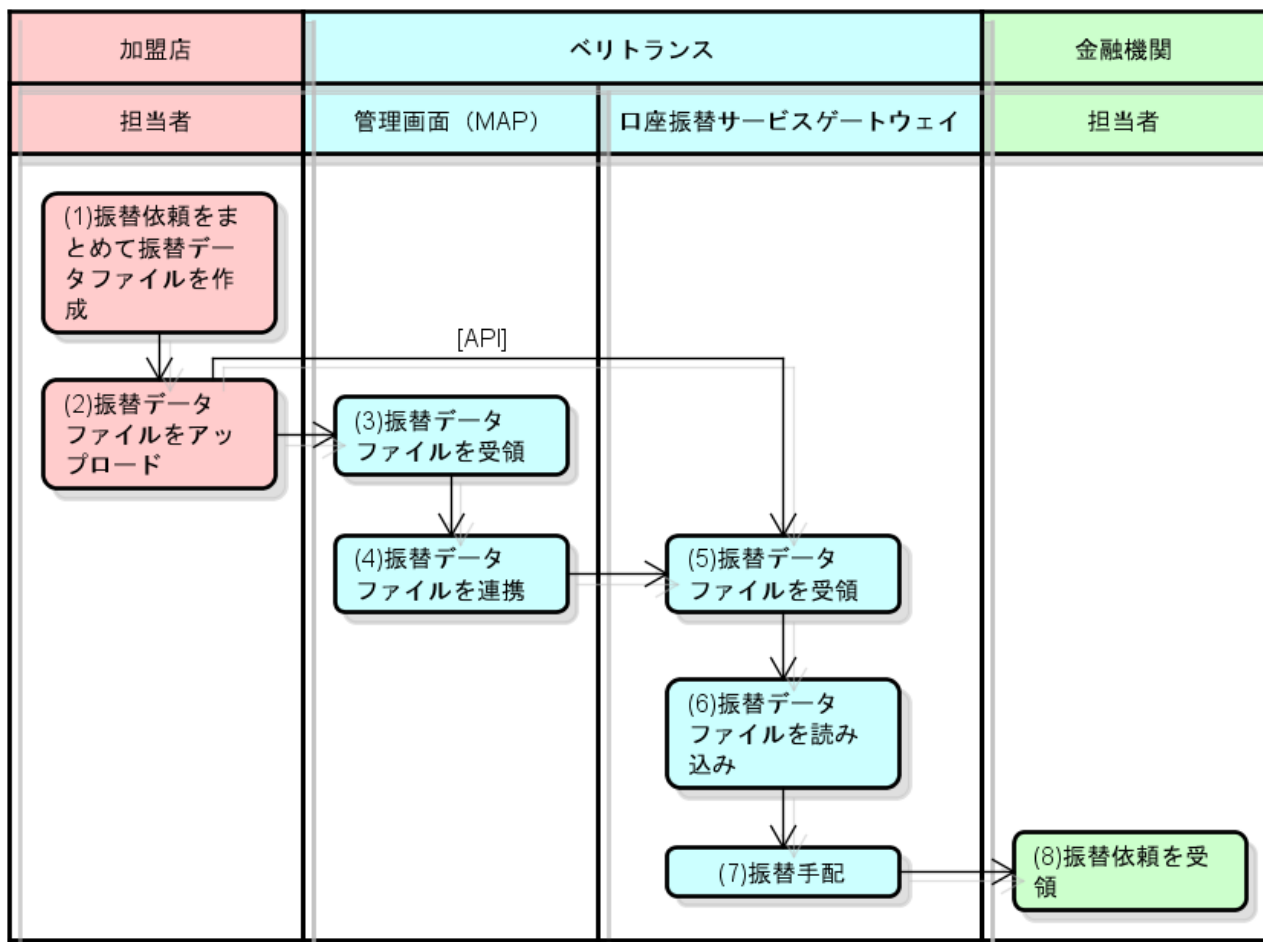 加盟店
ベリトランス
金融機関
担当者
管理画面（MAP）
口座振替サービスゲートウェイ
担当者
(1)振替依頼をま
とめて振替デー
タファイルを作
成
[API]
(2)振替データ
ファイルをアッ
プロード
(3)振替データ
ファイルを受領
(4)振替データ
ファイルを連携
(5)振替データ
ファイルを受領
(6)振替データ
ファイルを読み
込み
(7)振替手配
(8)振替依頼を受
領